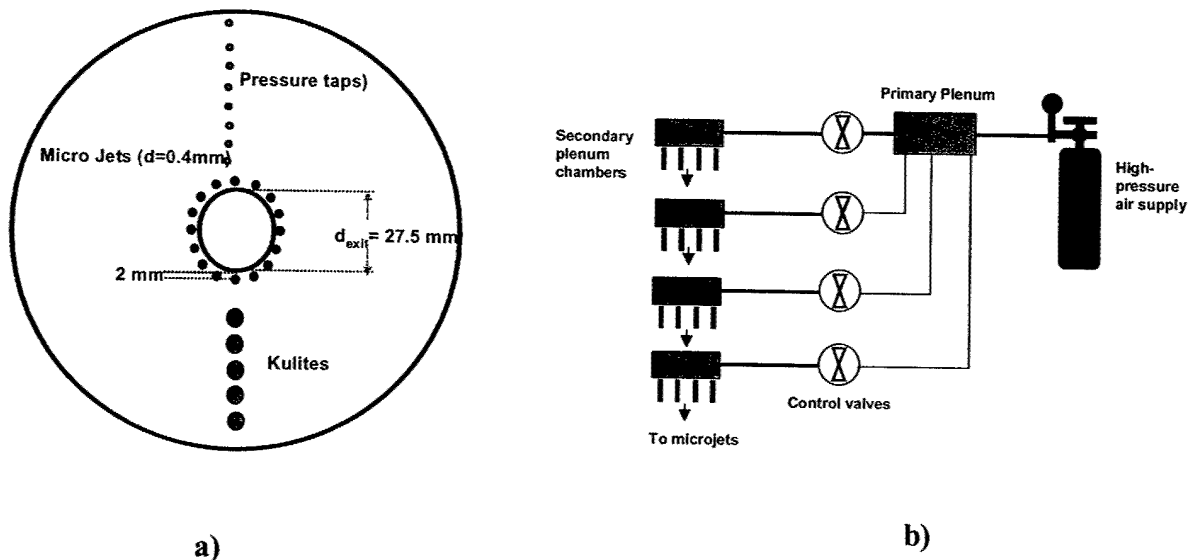 Pressure taps)
Micro Jets (d=0.4mm)
d_exit = 27.5 mm
2 mm
Kulites
a)
Primary Plenum
Secondary
plenum
chambers
High-
pressure
air supply
Control valves
To microjets
b)